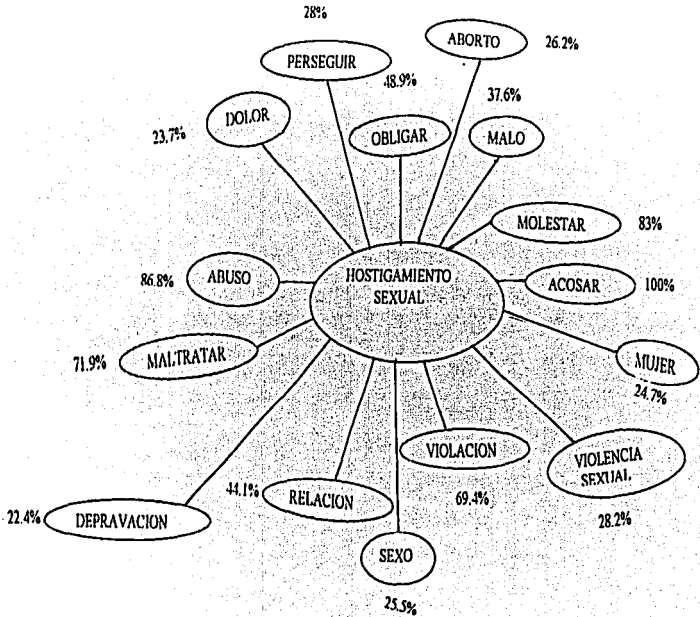 28%
ABORTO 26.2%
PERSEGUIR
48.9%
37.6%
DOLOR
23.7%
OBLIGAR
MALO
MOLESTAR 83%
HOSTIGAMIENTO
SEXUAL
86.8% ABUSO
ACOSAR 100%
71.9% MALTRATAR
MUJER
24.7%
VIOLACION
VIOLENCIA
SEXUAL
44.1% RELACION
69.4%
28.2%
22.4% DEPRAVACION
SEXO
25.5%